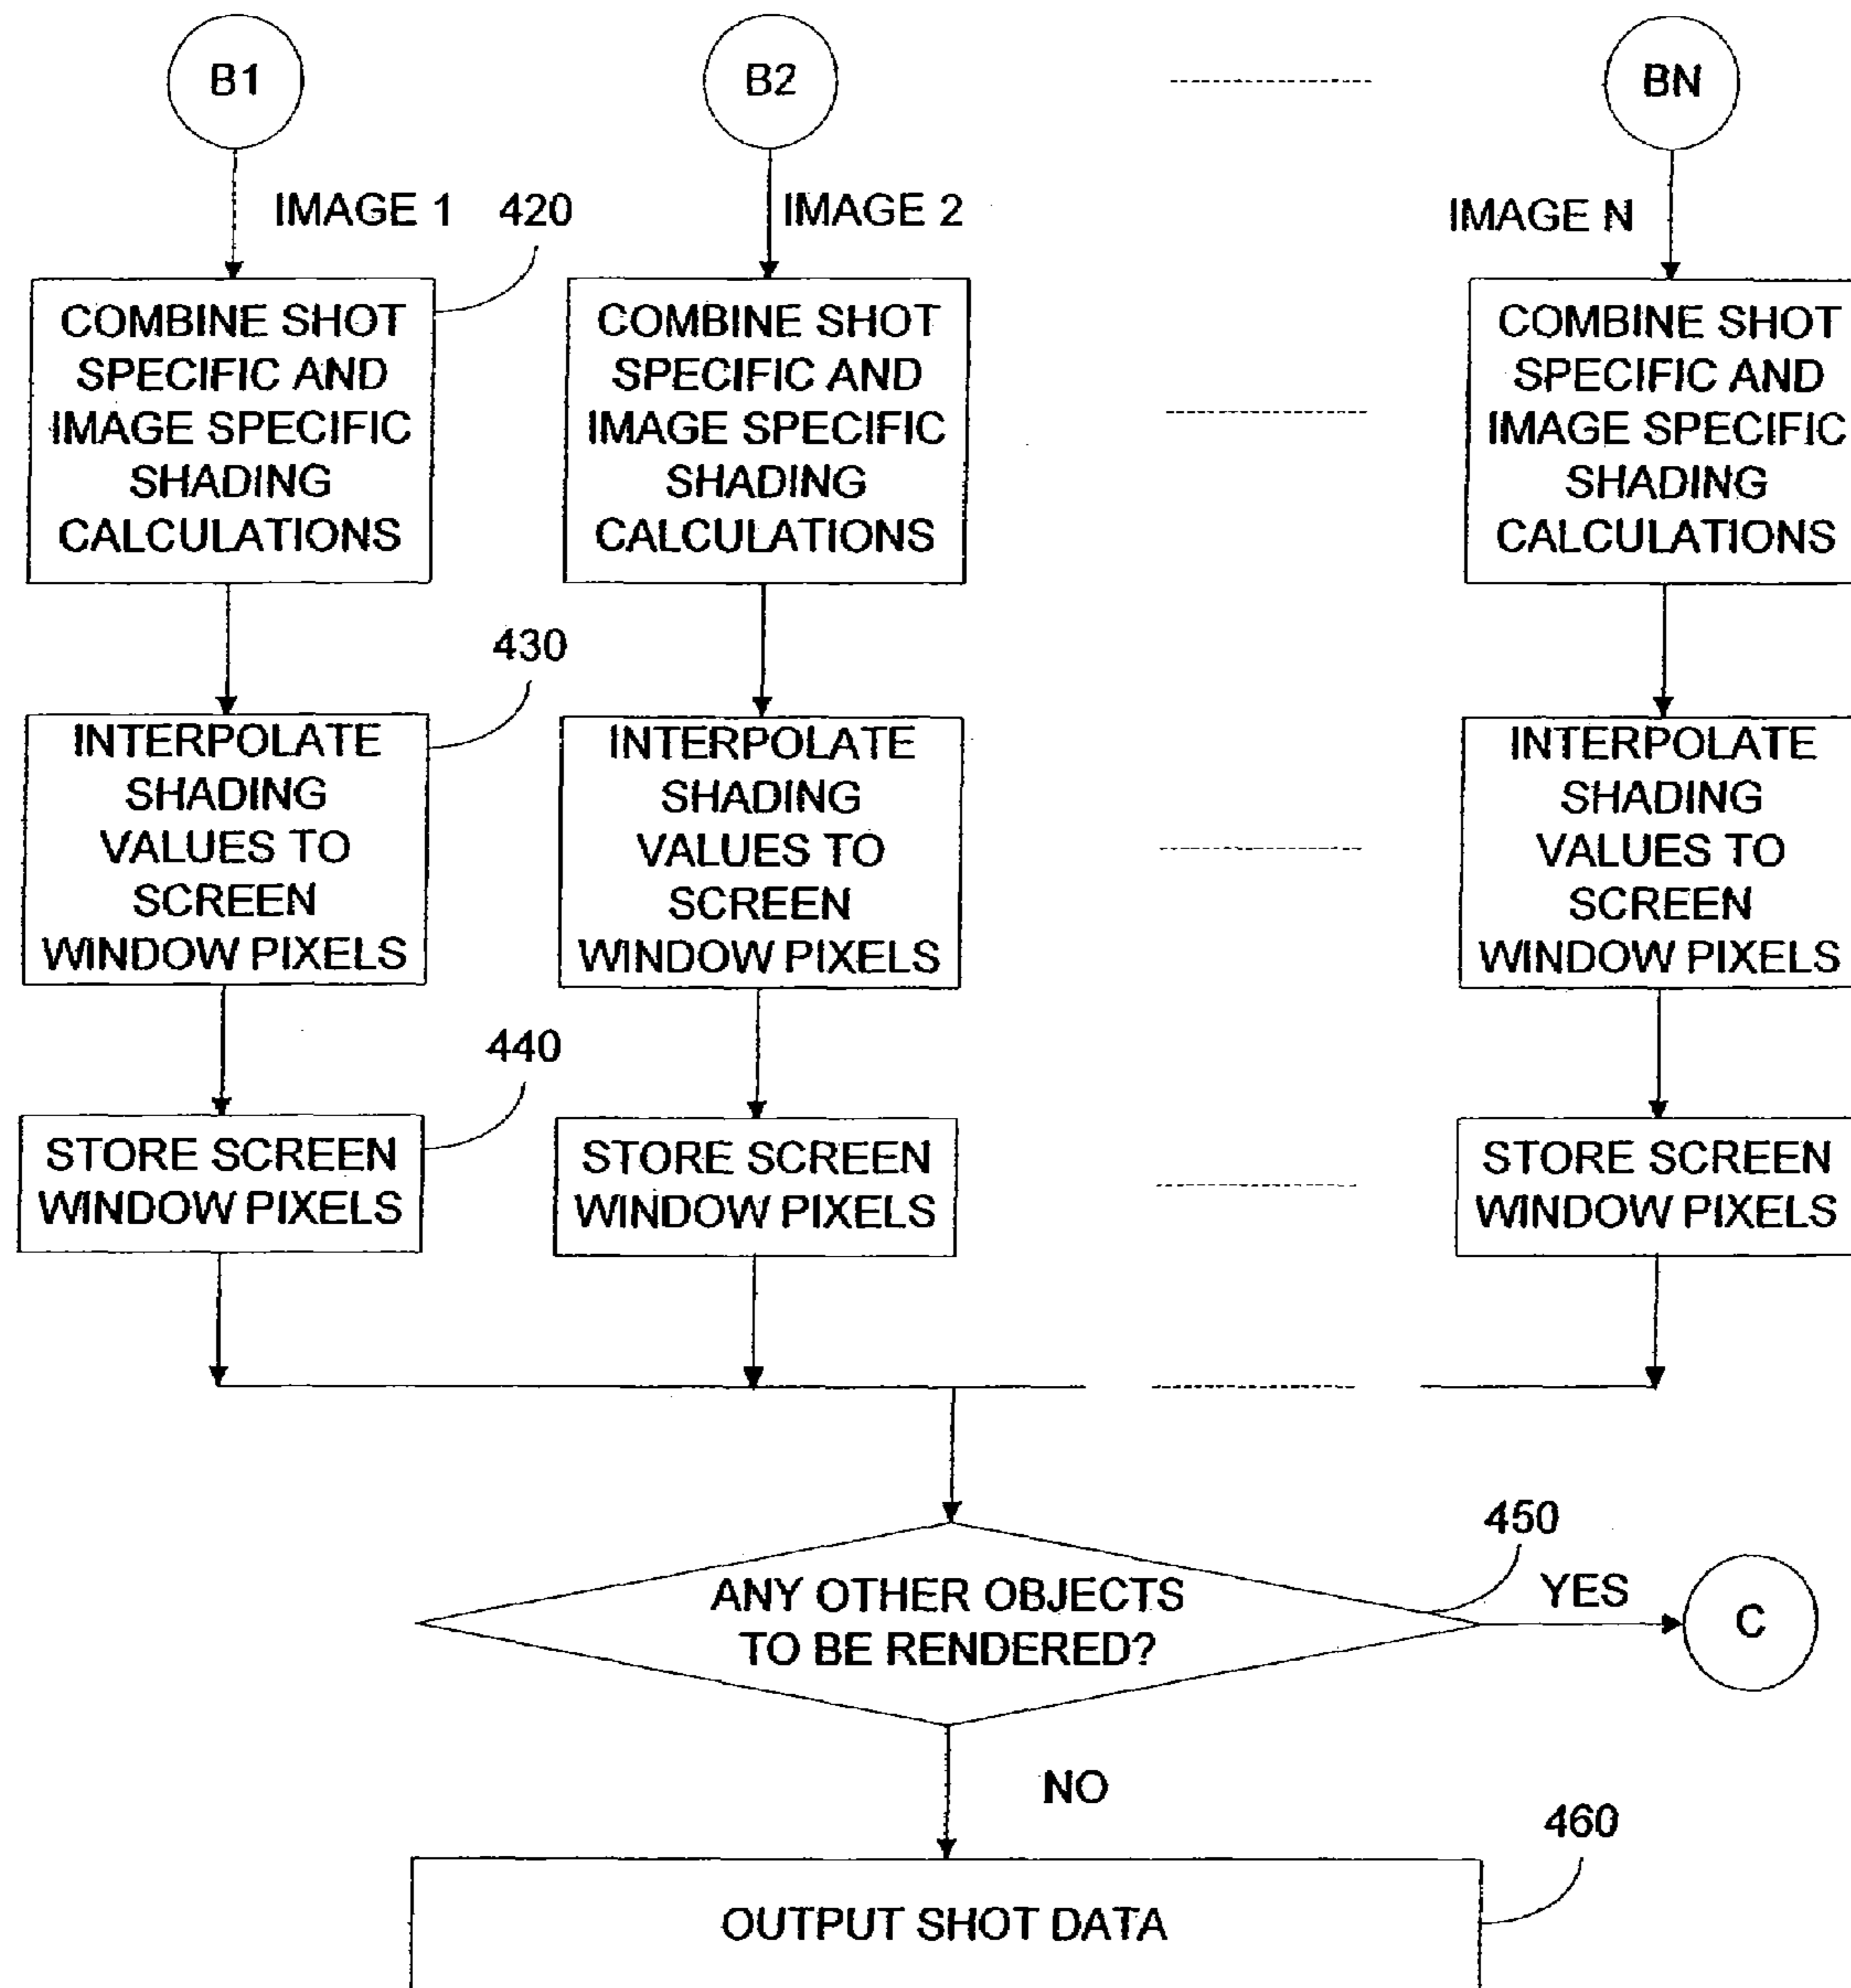 B1
B2
BN
IMAGE 1
420
IMAGE 2
IMAGE N
COMBINE SHOT
SPECIFIC AND
IMAGE SPECIFIC
SHADING
CALCULATIONS
COMBINE SHOT
SPECIFIC AND
IMAGE SPECIFIC
SHADING
CALCULATIONS
COMBINE SHOT
SPECIFIC AND
IMAGE SPECIFIC
SHADING
CALCULATIONS
430
INTERPOLATE
SHADING
VALUES TO
SCREEN
WINDOW PIXELS
INTERPOLATE
SHADING
VALUES TO
SCREEN
WINDOW PIXELS
INTERPOLATE
SHADING
VALUES TO
SCREEN
WINDOW PIXELS
440
STORE SCREEN
WINDOW PIXELS
STORE SCREEN
WINDOW PIXELS
STORE SCREEN
WINDOW PIXELS
450
ANY OTHER OBJECTS
TO BE RENDERED?
YES
C
NO
460
OUTPUT SHOT DATA